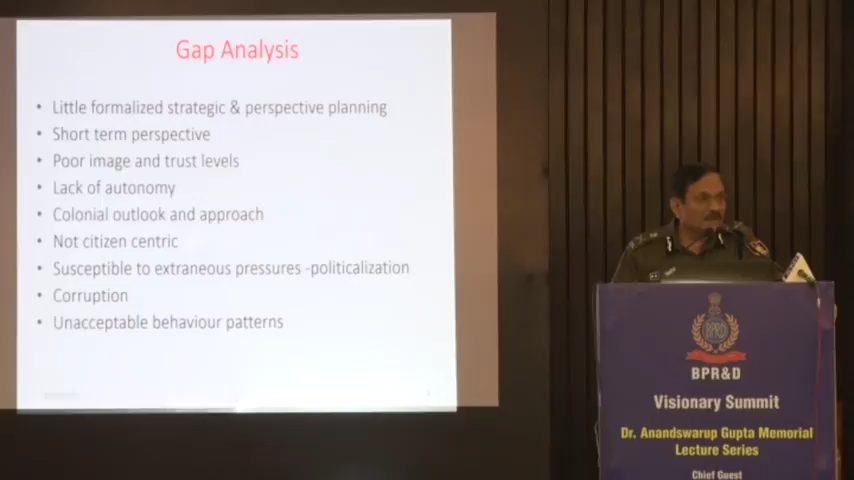 Gap Analysis
• Little formalized strategic & perspective planning
• Short term perspective
• Poor image and trust levels
• Lack of autonomy
• Colonial outlook and approach
• Not citizen centric
• Susceptible to extraneous pressures -politicalization
• Corruption
• Unacceptable behaviour patterns
BPR&D
BPR&D
Visionary Summit
Dr. Anandswarup Gupta Memorial
Lecture Series
Chief Guest